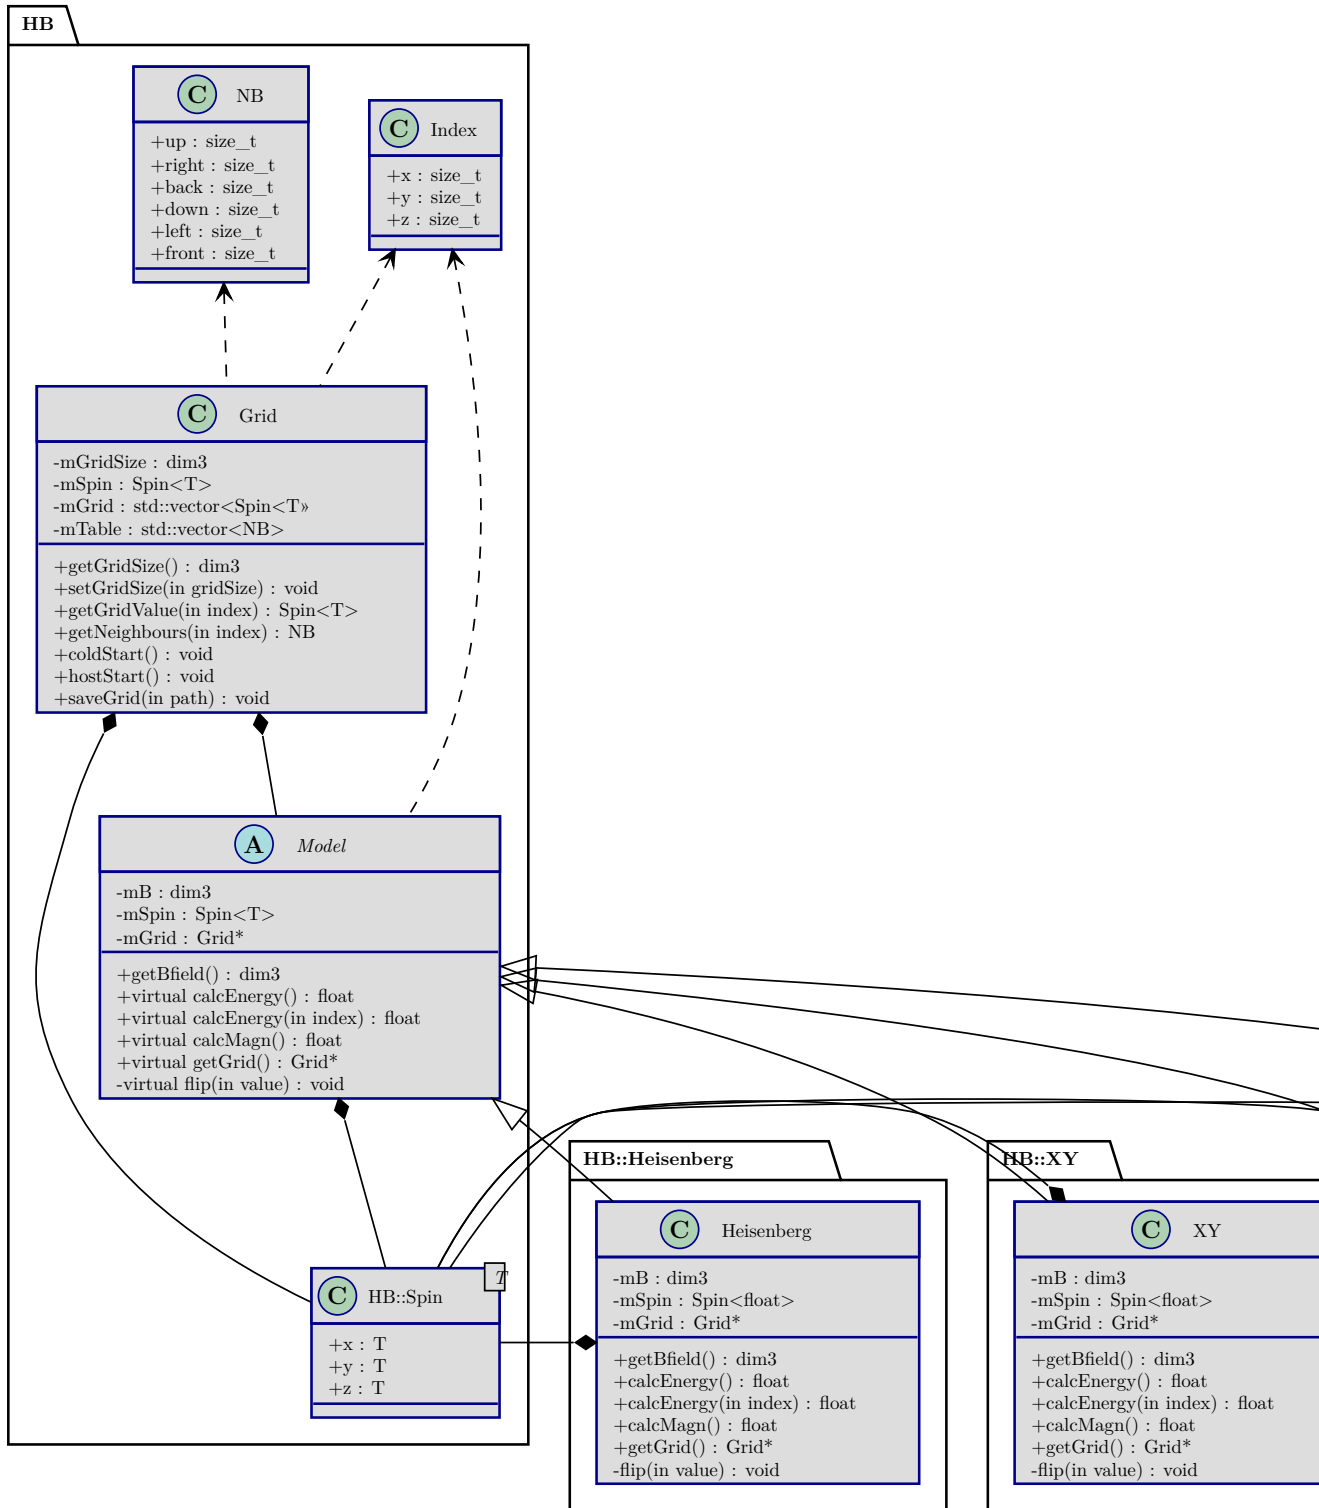 HB
C NB
+up : size_t
+right : size_t
+back : size_t
+down : size_t
+left : size_t
+front : size_t
C Index
+x : size_t
+y : size_t
+z : size_t
C Grid
-mGridSize : dim3
-mSpin : Spin<T>
-mGrid : std::vector<Spin<T»
-mTable : std::vector<NB>
+getGridSize() : dim3
+setGridSize(in gridSize) : void
+getGridValue(in index) : Spin<T>
+getNeighbours(in index) : NB
+coldStart() : void
+hostStart() : void
+saveGrid(in path) : void
A Model
-mB : dim3
-mSpin : Spin<T>
-mGrid : Grid*
+getBfield() : dim3
+virtual calcEnergy() : float
+virtual calcEnergy(in index) : float
+virtual calcMagn() : float
+virtual getGrid() : Grid*
-virtual flip(in value) : void
C HB::Spin
T
+x : T
+y : T
+z : T
HB::Heisenberg
C Heisenberg
-mB : dim3
-mSpin : Spin<float>
-mGrid : Grid*
+getBfield() : dim3
+calcEnergy() : float
+calcEnergy(in index) : float
+calcMagn() : float
+getGrid() : Grid*
-flip(in value) : void
HB::XY
C XY
-mB : dim3
-mSpin : Spin<float>
-mGrid : Grid*
+getBfield() : dim3
+calcEnergy() : float
+calcEnergy(in index) : float
+calcMagn() : float
+getGrid() : Grid*
-flip(in value) : void